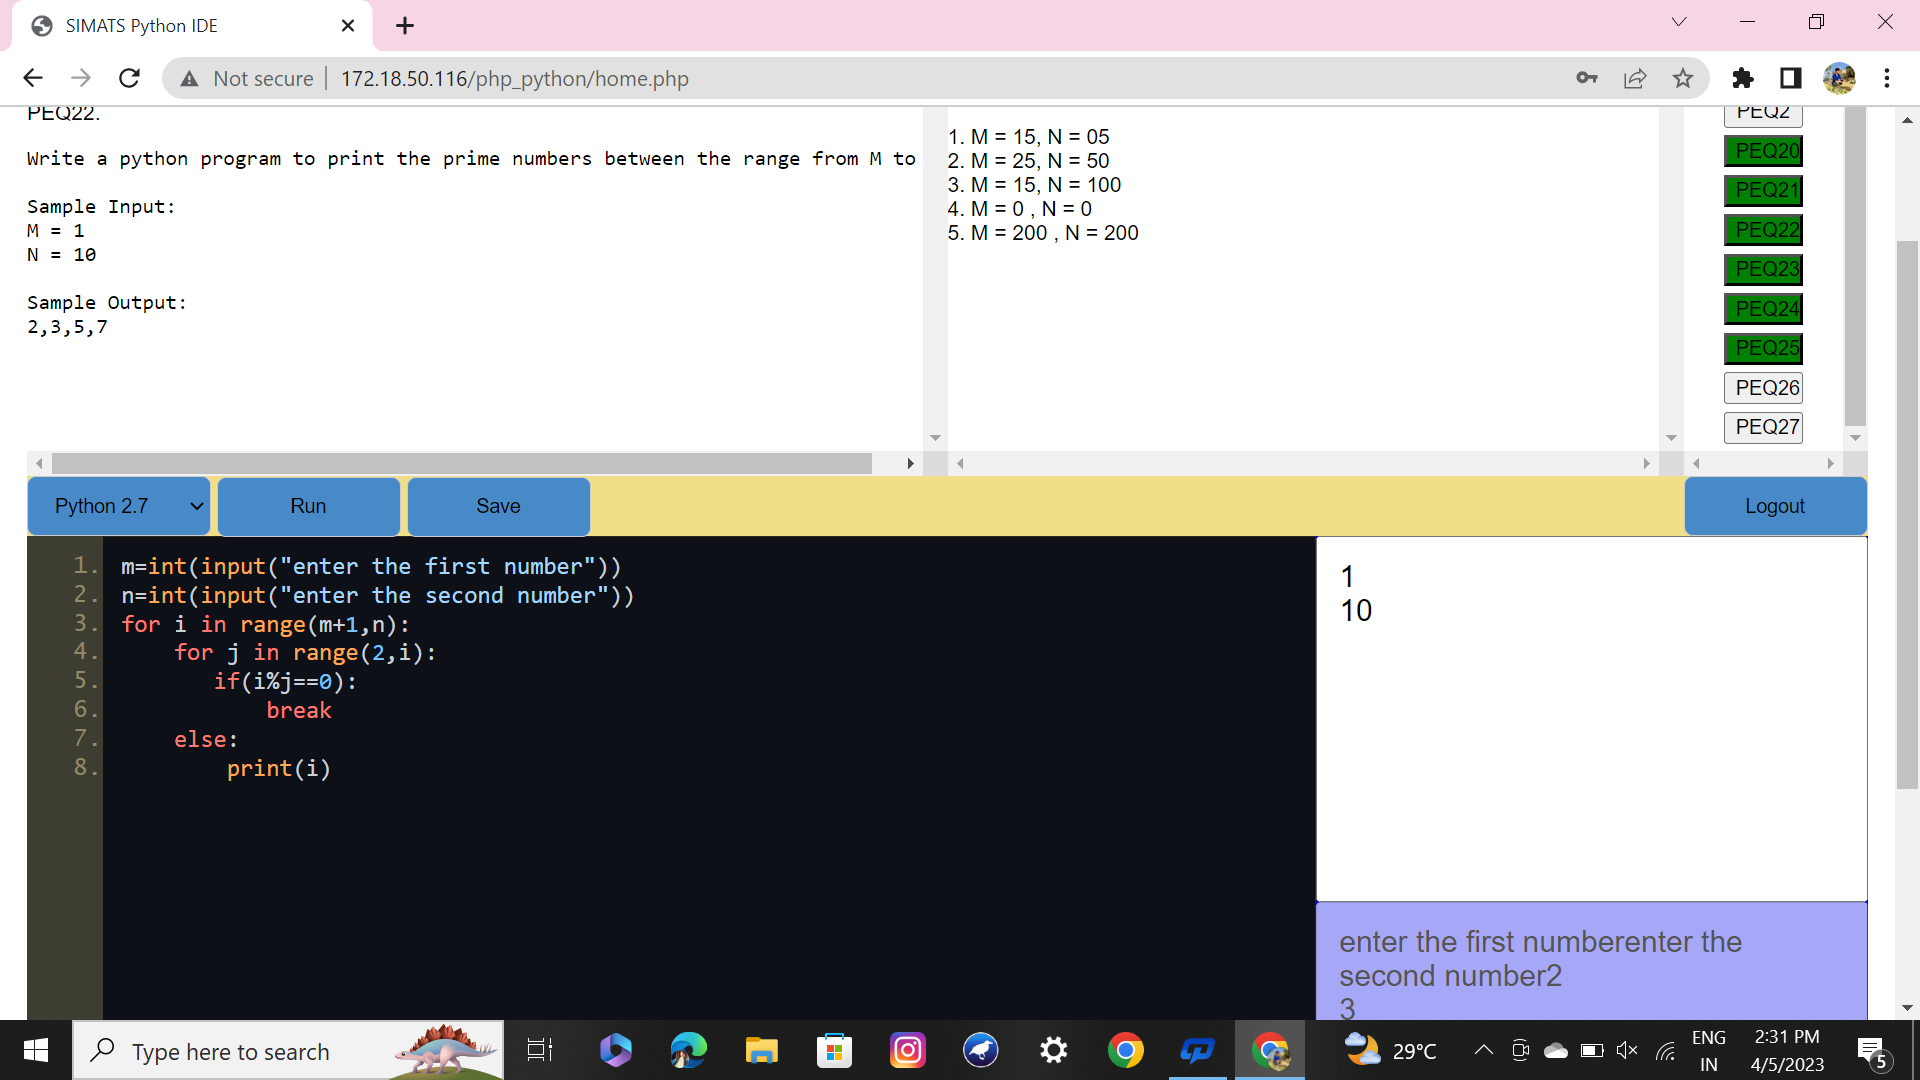 SIMATS Python IDE
Not secure
172.18.50.116/php_python/home.php
PEQ22.
Write a python program to print the prime numbers between the range from M to
Sample Input:
M = 1
N = 10
Sample Output:
2,3,5,7
1. M = 15, N = 05
2. M = 25, N = 50
3. M = 15, N = 100
4. M = 0 , N = 0
5. M = 200 , N = 200
PEQ2
PEQ20
PEQ21
PEQ22
PEQ23
PEQ24
PEQ25
PEQ26
PEQ27
Python 2.7
Run
Save
Logout
1. m=int(input("enter the first number"))
2. n=int(input("enter the second number"))
3. for i in range(m+1,n):
4.     for j in range(2,i):
5.        if(i%j==0):
6.            break
7.     else:
8.         print(i)
1
10
enter the first numberenter the
second number2
3
Type here to search
29°C
ENG
IN
2:31 PM
4/5/2023
5